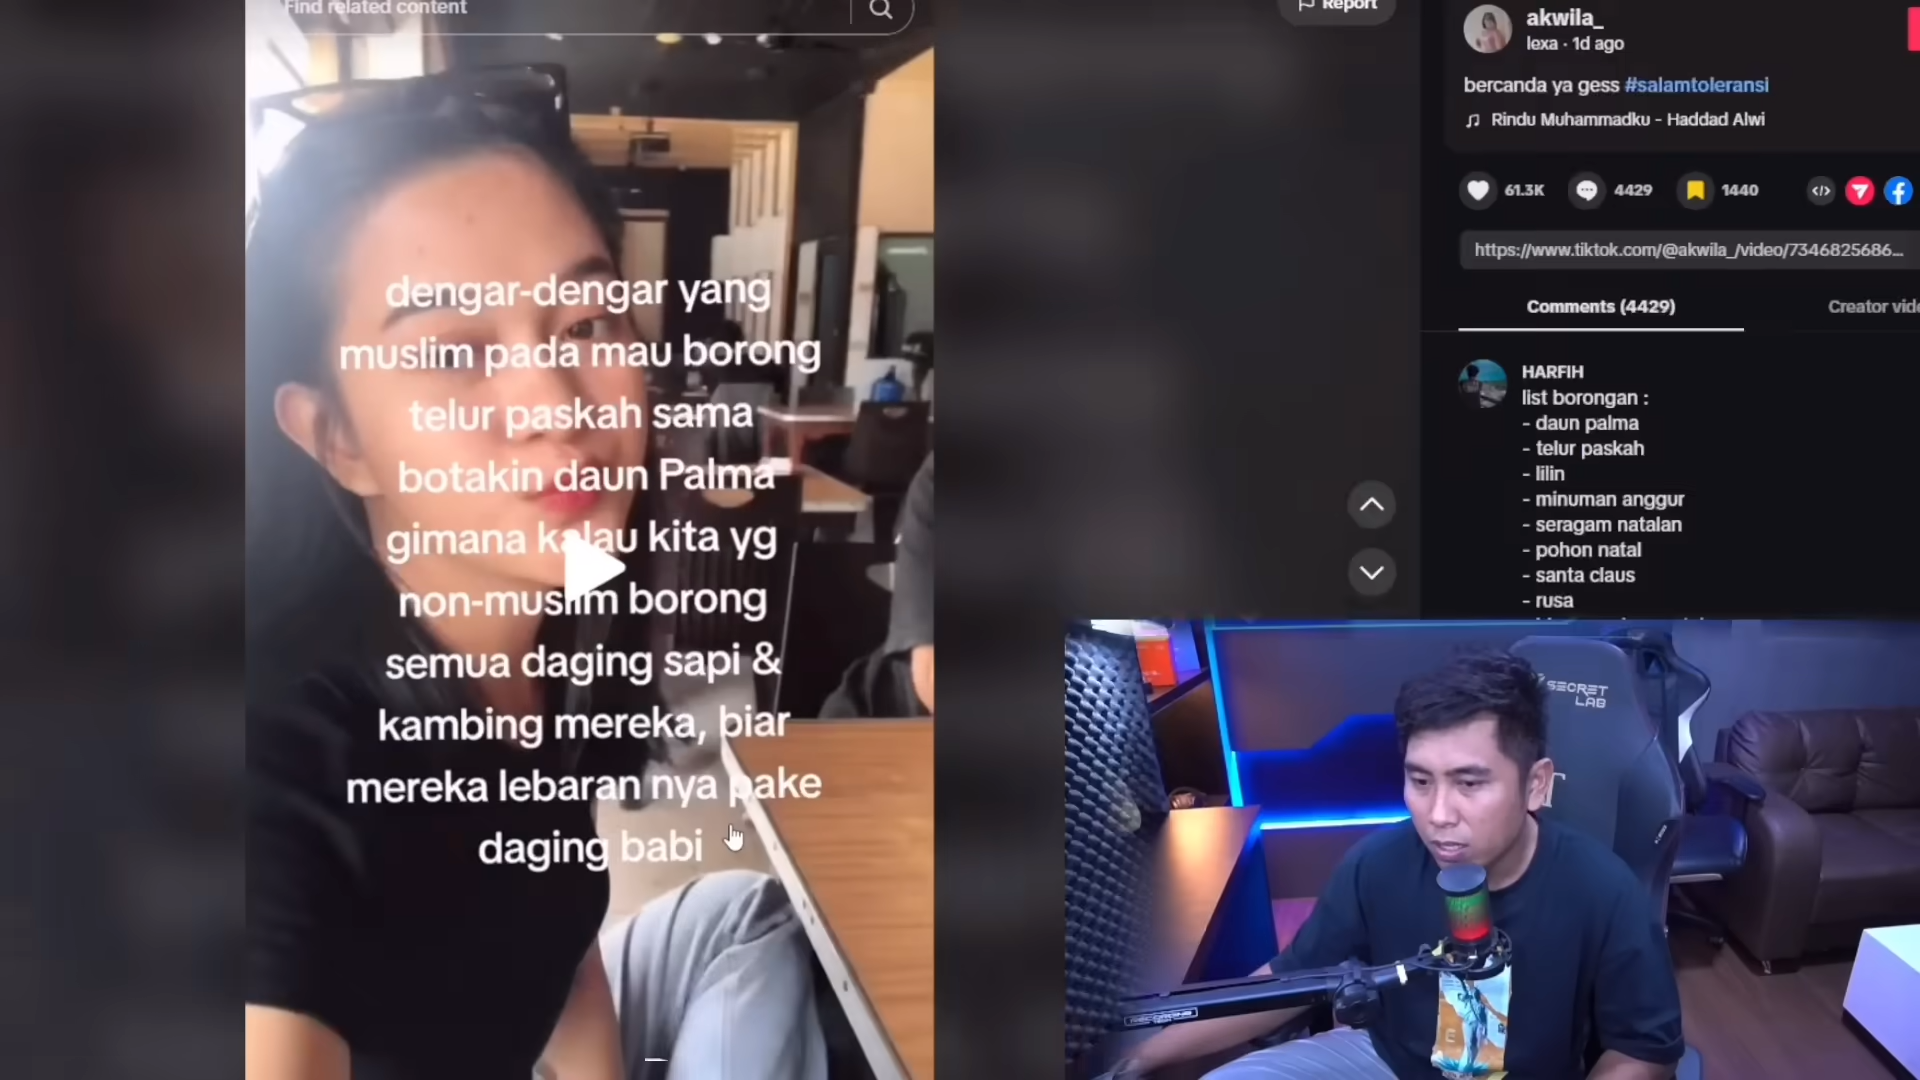 Find related content
Report
akwila_
lexa · 1d ago
bercanda ya gess #salamtoleransi
Rindu Muhammadku - Haddad Alwi
61.3K
4429
1440
https://www.tiktok.com/@akwila_/video/7346825686...
Comments (4429)
Creator vide
HARFIH
list borongan :
- daun palma
- telur paskah
- lilin
- minuman anggur
- seragam natalan
- pohon natal
- santa claus
- rusa
dengar-dengar yang
muslim pada mau borong
telur paskah sama
botakin daun Palma
gimana kalau kita yg
non-muslim borong
semua daging sapi &
kambing mereka, biar
mereka lebaran nya pake
daging babi
SECRET
LAB